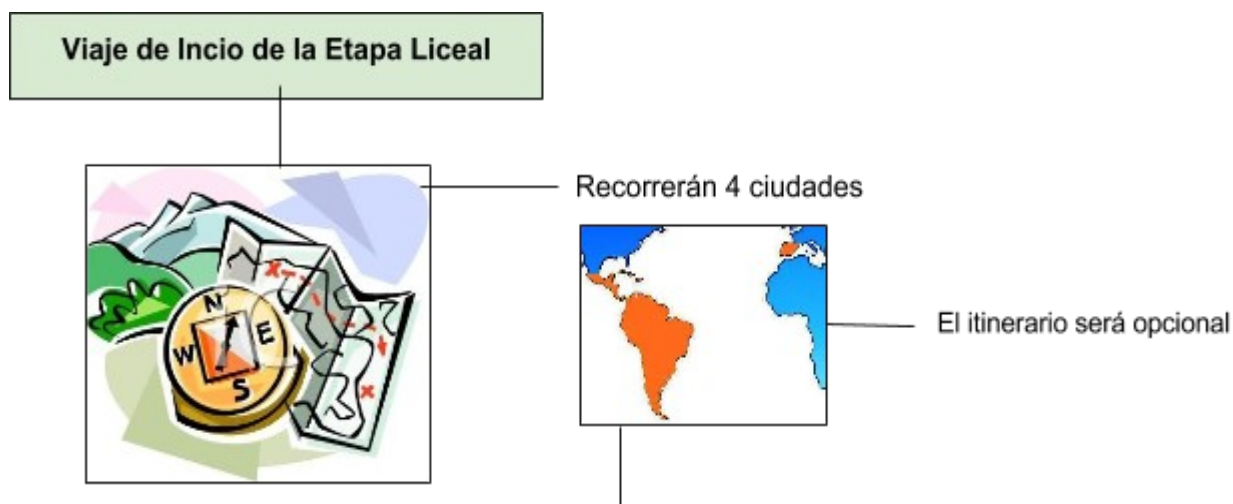 Viaje de Incio de la Etapa Liceal
Recorrerán 4 ciudades
El itinerario será opcional
N
E
W
S
x
x